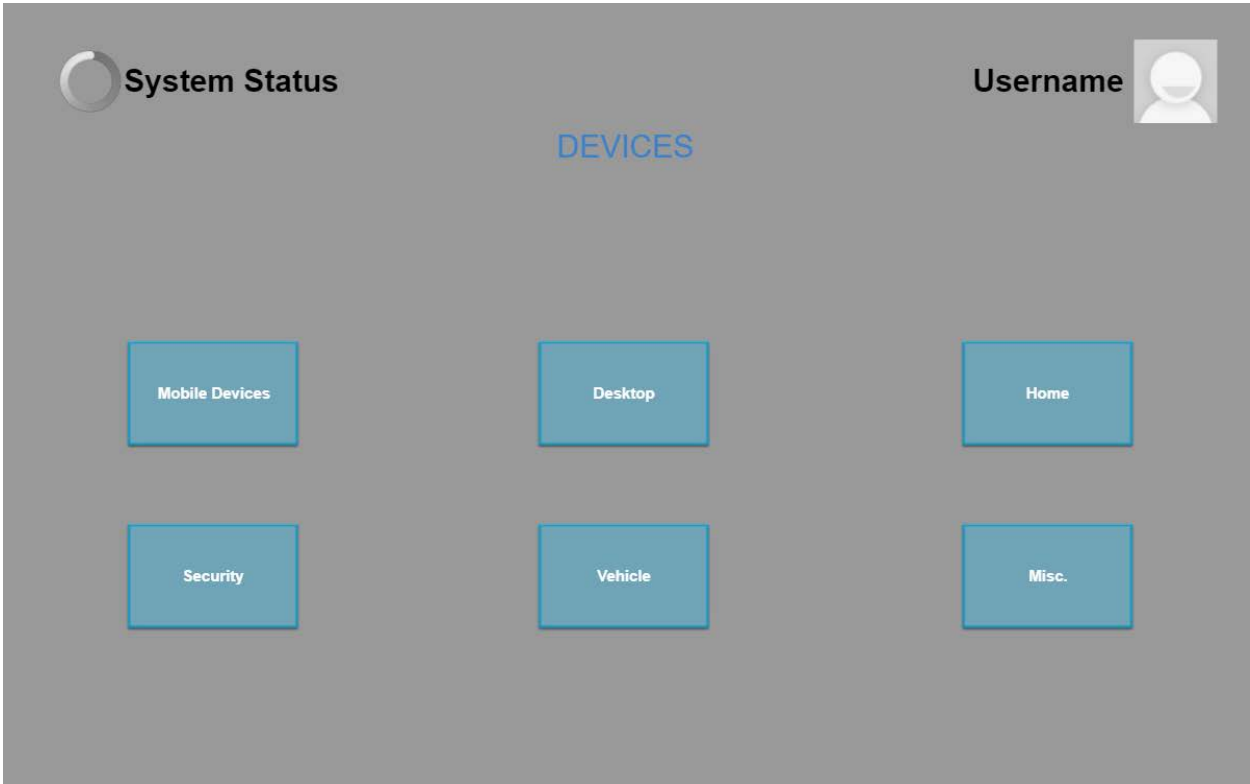 System Status
Username
DEVICES
Mobile Devices
Desktop
Home
Security
Vehicle
Misc.